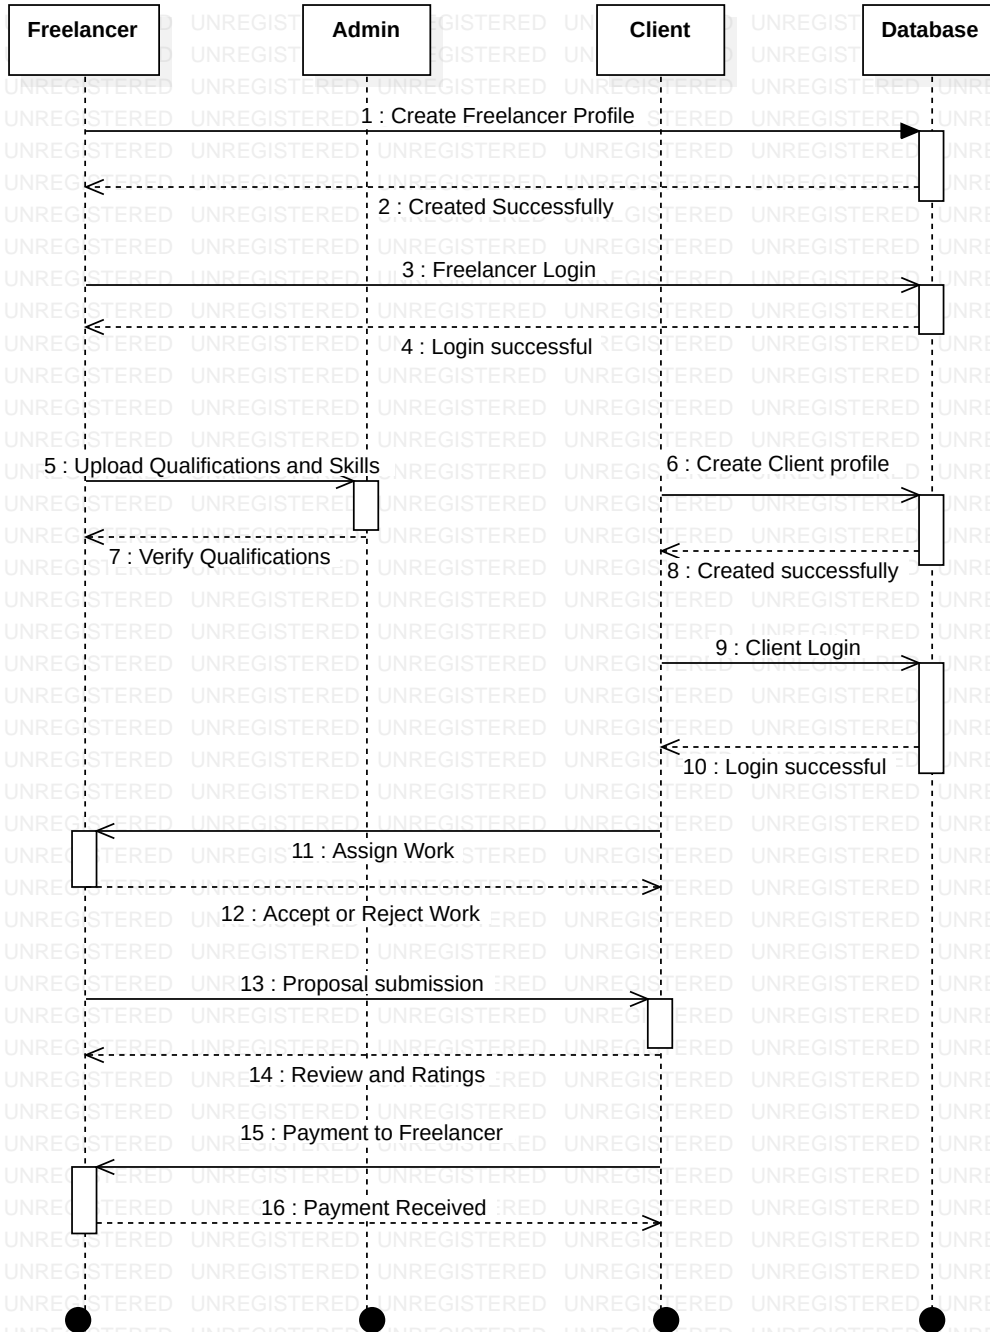 Freelancer
Admin
Client
Database
1 : Create Freelancer Profile
2 : Created Successfully
3 : Freelancer Login
4 : Login successful
5 : Upload Qualifications and Skills
6 : Create Client profile
7 : Verify Qualifications
8 : Created successfully
9 : Client Login
10 : Login successful
11 : Assign Work
12 : Accept or Reject Work
13 : Proposal submission
14 : Review and Ratings
15 : Payment to Freelancer
16 : Payment Received
UNREGISTERED